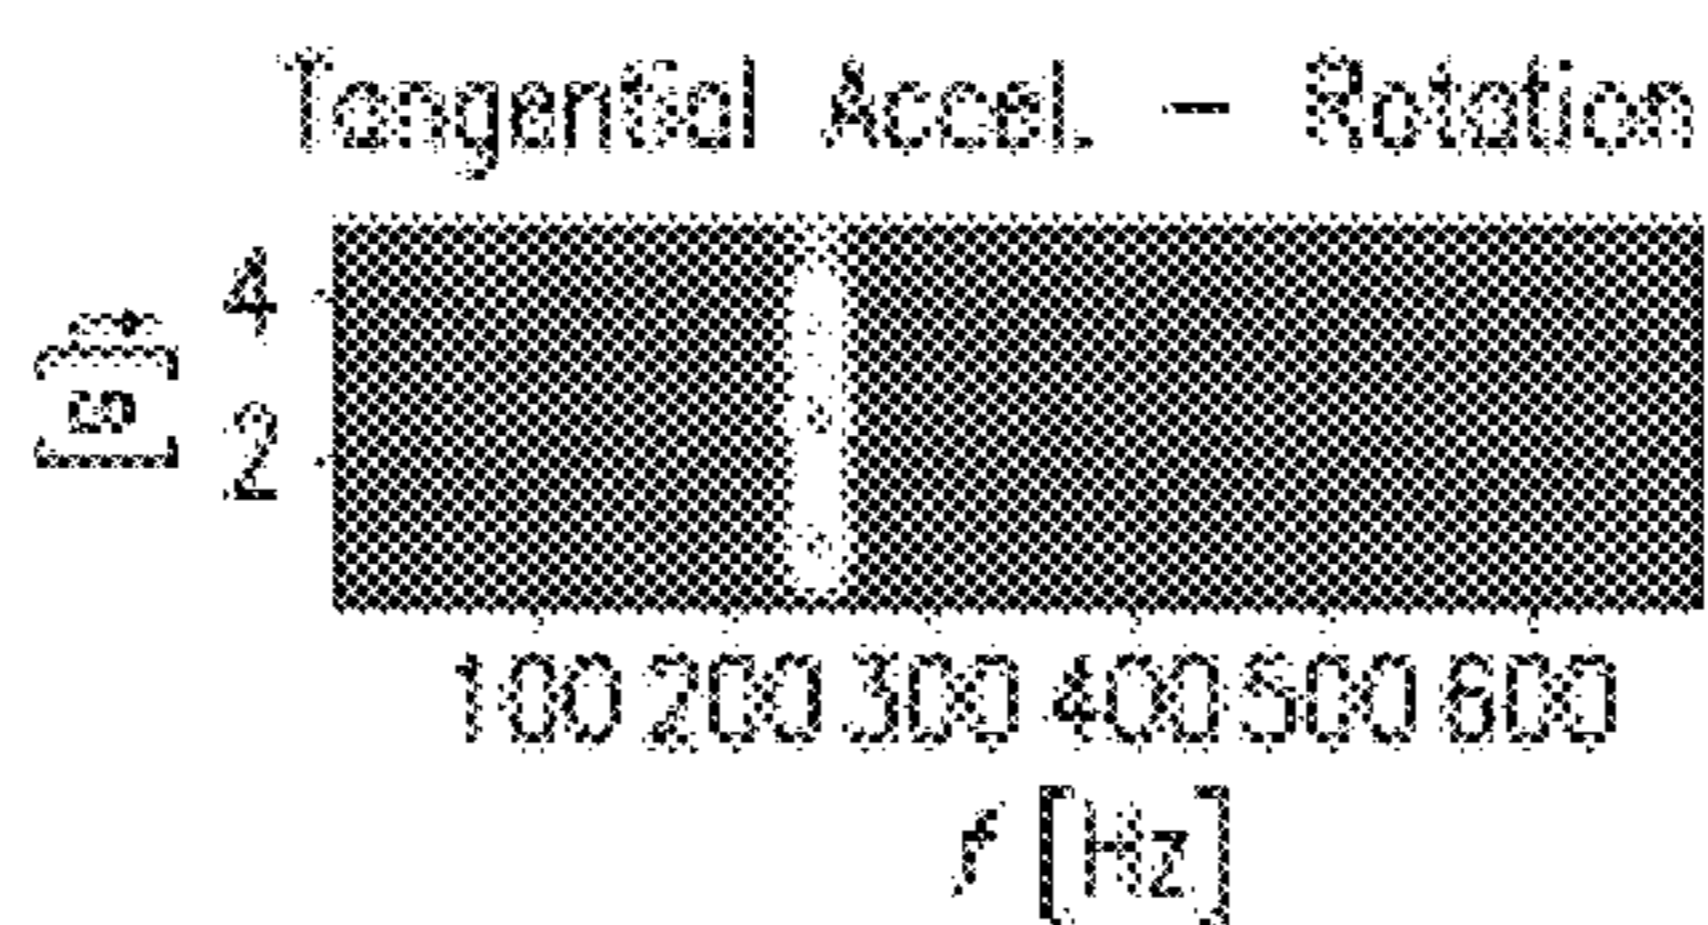 Tangential Accel. - Rotation
4
2
r [m]
100 200 300 400 500 600
f [Hz]